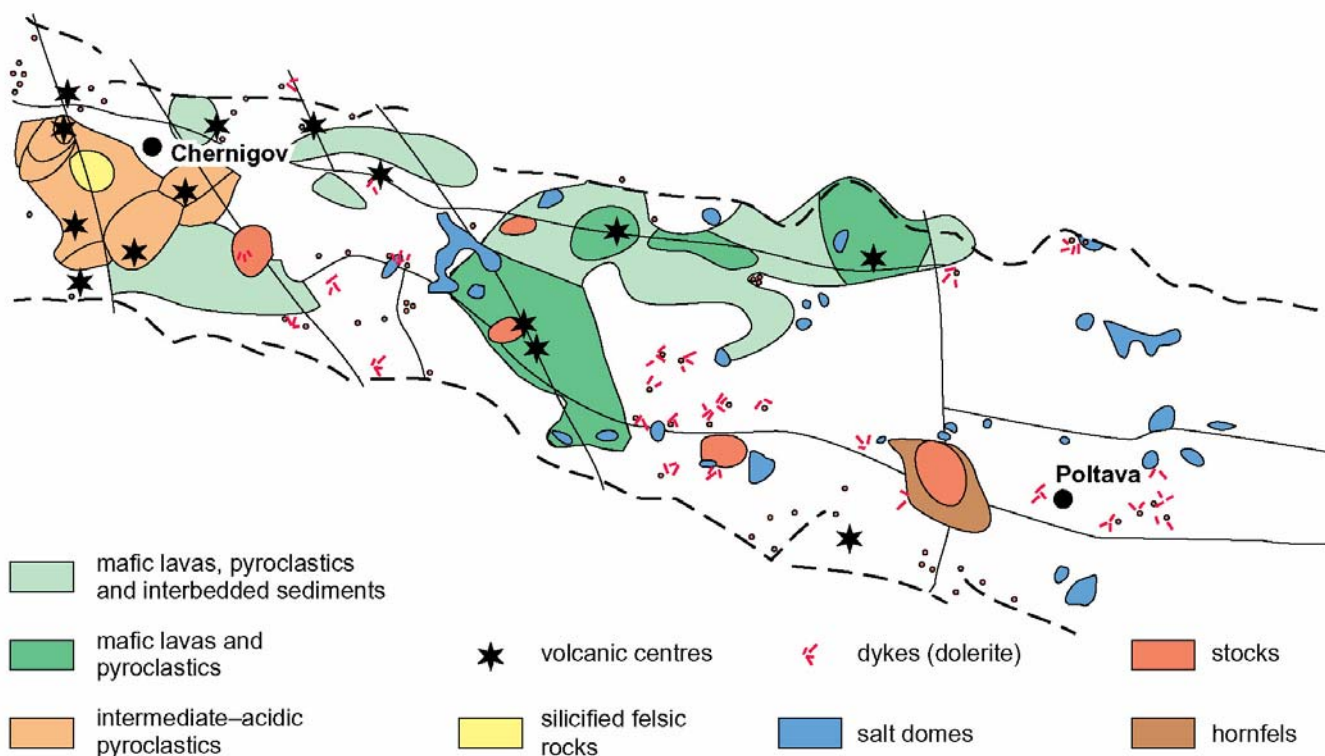 Chernigov
Poltava
mafic lavas, pyroclastics
and interbedded sediments
mafic lavas and
pyroclastics
volcanic centres
dykes (dolerite)
stocks
intermediate–acidic
pyroclastics
silicified felsic
rocks
salt domes
hornfels